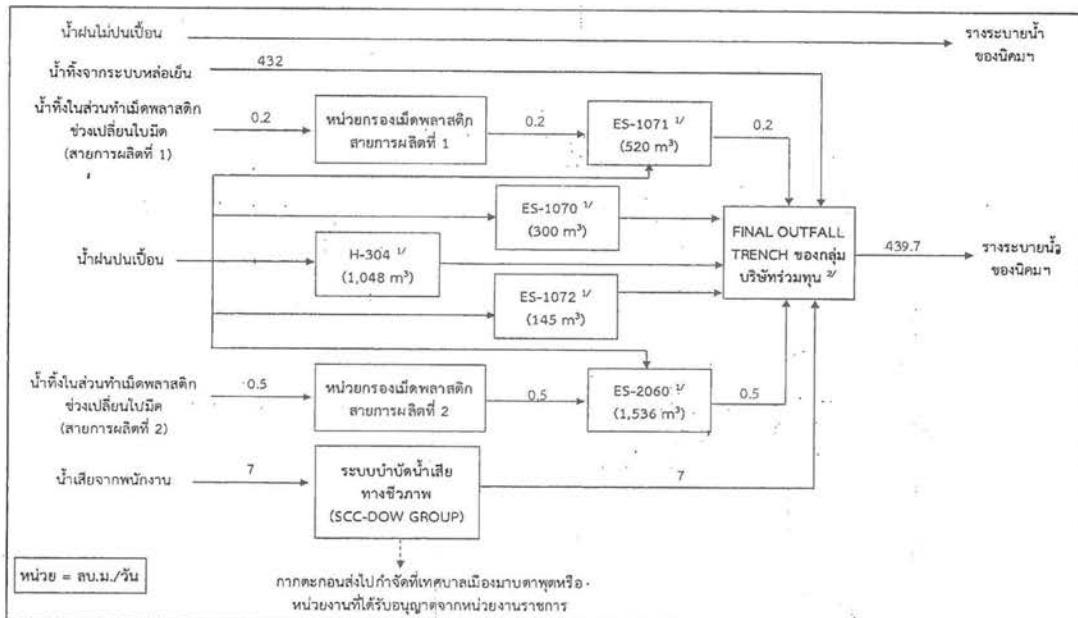 น้ำฝนไม่ปนเปื้อน
รางระบายน้ำ
ของนิคมฯ
น้ำทิ้งจากระบบหล่อเย็น
432
น้ำทิ้งในส่วนทำเม็ดพลาสติก
ช่วงเปลี่ยนใบมีด
(สายการผลิตที่ 1)
0.2
หน่วยกรองเม็ดพลาสติก
สายการผลิตที่ 1
0.2
ES-1071 1/
(520 m³)
0.2
ES-1070 1/
(300 m³)
น้ำฝนปนเปื้อน
H-304 1/
(1,048 m³)
ES-1072 1/
(145 m³)
FINAL OUTFALL
TRENCH ของกลุ่ม
บริษัทร่วมทุน 2/
439.7
รางระบายน้ำ
ของนิคมฯ
น้ำทิ้งในส่วนทำเม็ดพลาสติก
ช่วงเปลี่ยนใบมีด
(สายการผลิตที่ 2)
0.5
หน่วยกรองเม็ดพลาสติก
สายการผลิตที่ 2
0.5
ES-2060 1/
(1,536 m³)
0.5
น้ำเสียจากพนักงาน
7
ระบบบำบัดน้ำเสีย
ทางชีวภาพ
(SCC-DOW GROUP)
7
หน่วย = ลบ.ม./วัน
กากตะกอนส่งไปกำจัดที่เทศบาลเมืองมาบตาพุดหรือ
หน่วยงานที่ได้รับอนุญาตจากหน่วยงานราชการ